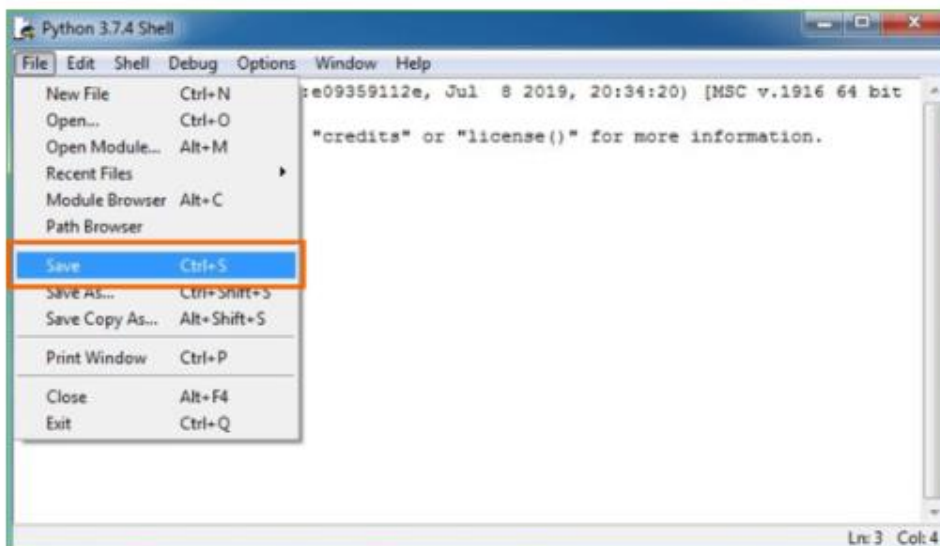 Python 3.7.4 Shell
File Edit Shell Debug Options Window Help
New File Ctrl+N
:e09359112e, Jul 8 2019, 20:34:20) [MSC v.1916 64 bit
Open... Ctrl+O
"credits" or "license()" for more information.
Open Module... Alt+M
Recent Files
Module Browser Alt+C
Path Browser
Save Ctrl+S
Save As... Ctrl+Shift+S
Save Copy As... Alt+Shift+S
Print Window Ctrl+P
Close Alt+F4
Exit Ctrl+Q
Ln: 3 Col: 4